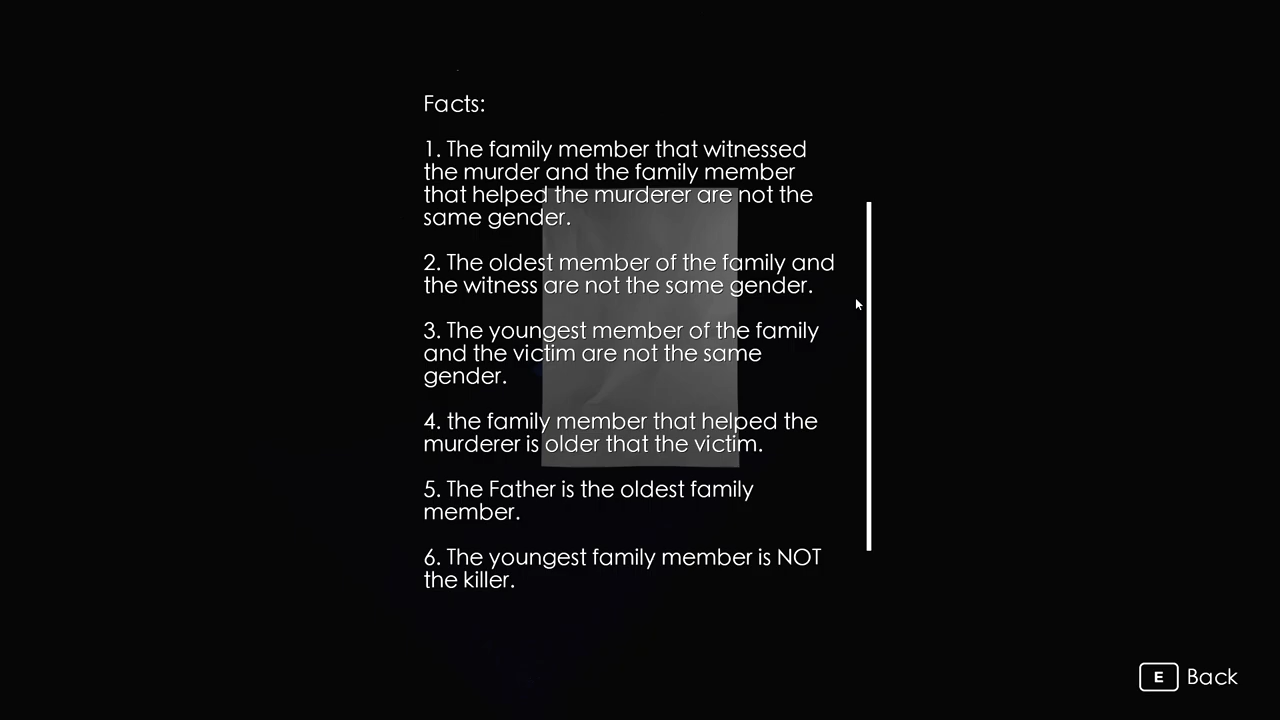 Facts:
1. The family member that witnessed
the murder and the family member
that helped the murderer are not the
same gender.
2. The oldest member of the family and
the witness are not the same gender.
3. The youngest member of the family
and the victim are not the same
gender.
4. the family member that helped the
murderer is older that the victim.
5. The Father is the oldest family
member.
6. The youngest family member is NOT
the killer.
E Back